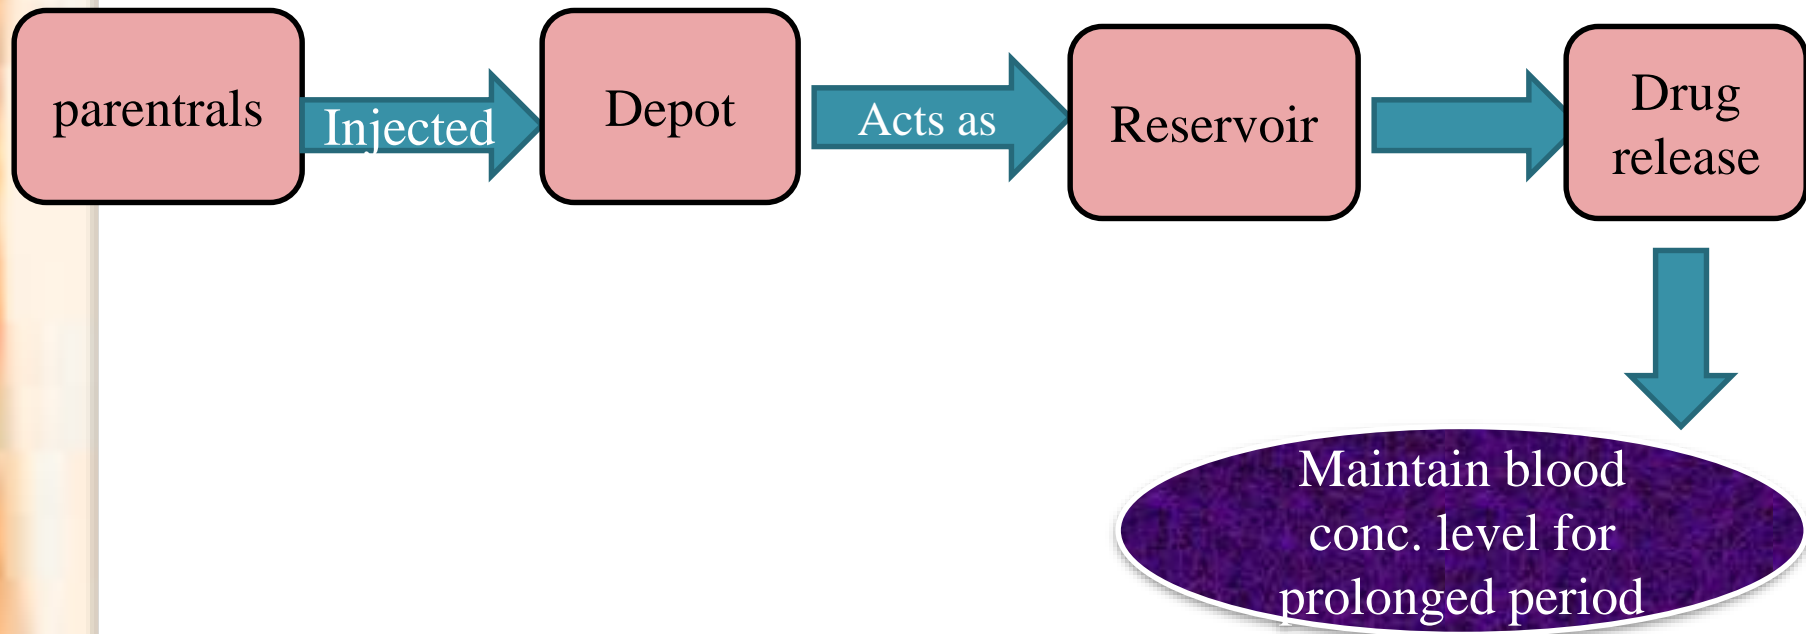 parentrals
Injected
Depot
Acts as
Reservoir
Drug
release
Maintain blood
conc. level for
prolonged period